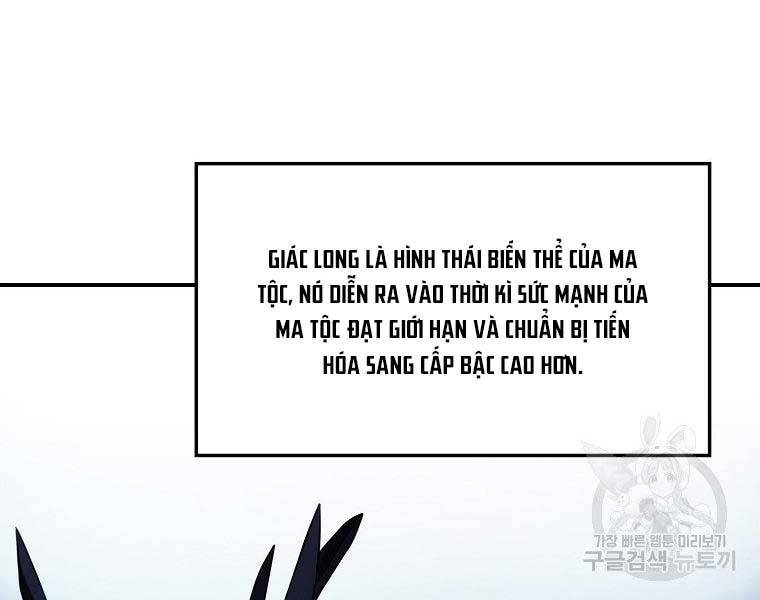 GIÁC LONG LÀ HÌNH THÁI BIẾN THỂ CỦA MA
TỘC, NÓ DIỄN RA VÀO THỜI KÌ SỨC MẠNH CỦA
MA TỘC ĐẠT GIỚI HẠN VÀ CHUẨN BỊ TIẾN
HÓA SANG CẤP BẬC CAO HƠN.
가장 빠른 웹툰 미리보기
구글검색 뉴토끼